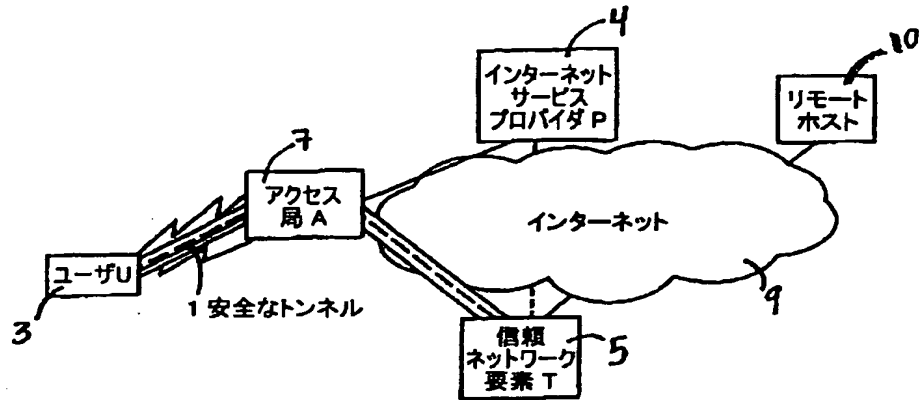 4
インターネット
サービス
プロバイダ P
10
リモート
ホスト
7
アクセス
局 A
インターネット
ユーザU
3
1 安全なトンネル
9
信頼
ネットワーク
要素 T
5